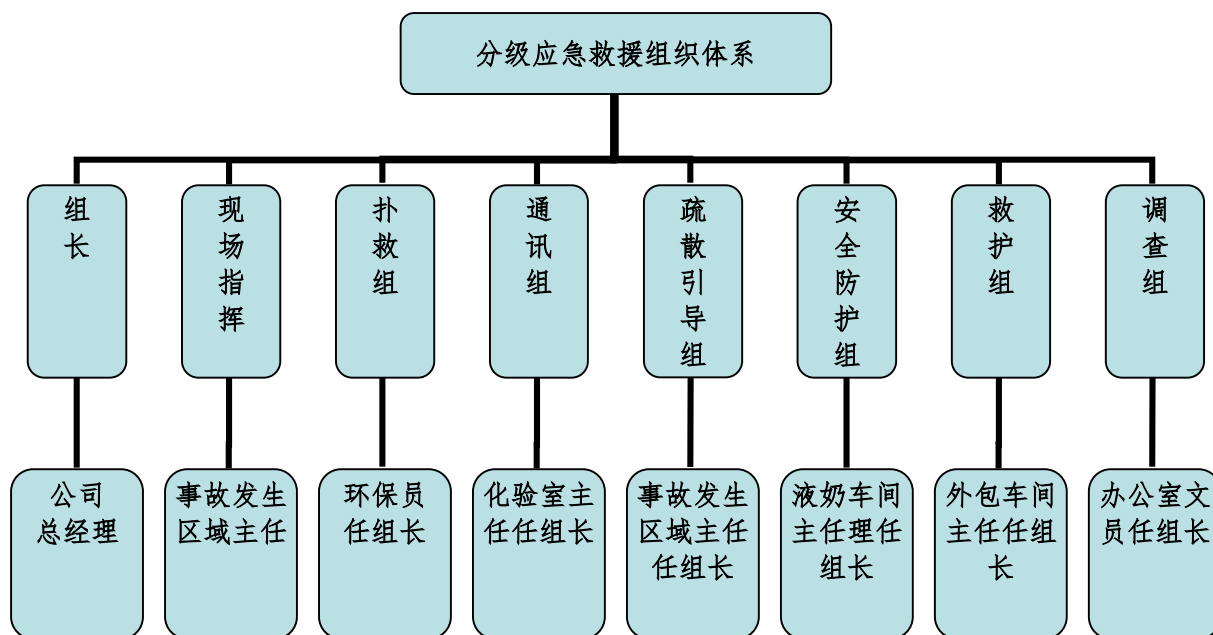 分级应急救援组织体系
组长
现场指挥
扑救组
通讯组
疏散引导组
安全防护组
救护组
调查组
公司
总经理
事故发生
区域主任
环保员
任组长
化验室主
任任组长
事故发生
区域主任
任组长
液奶车间
主任理任
组长
外包车间
主任任组
长
办公室文
员任组长